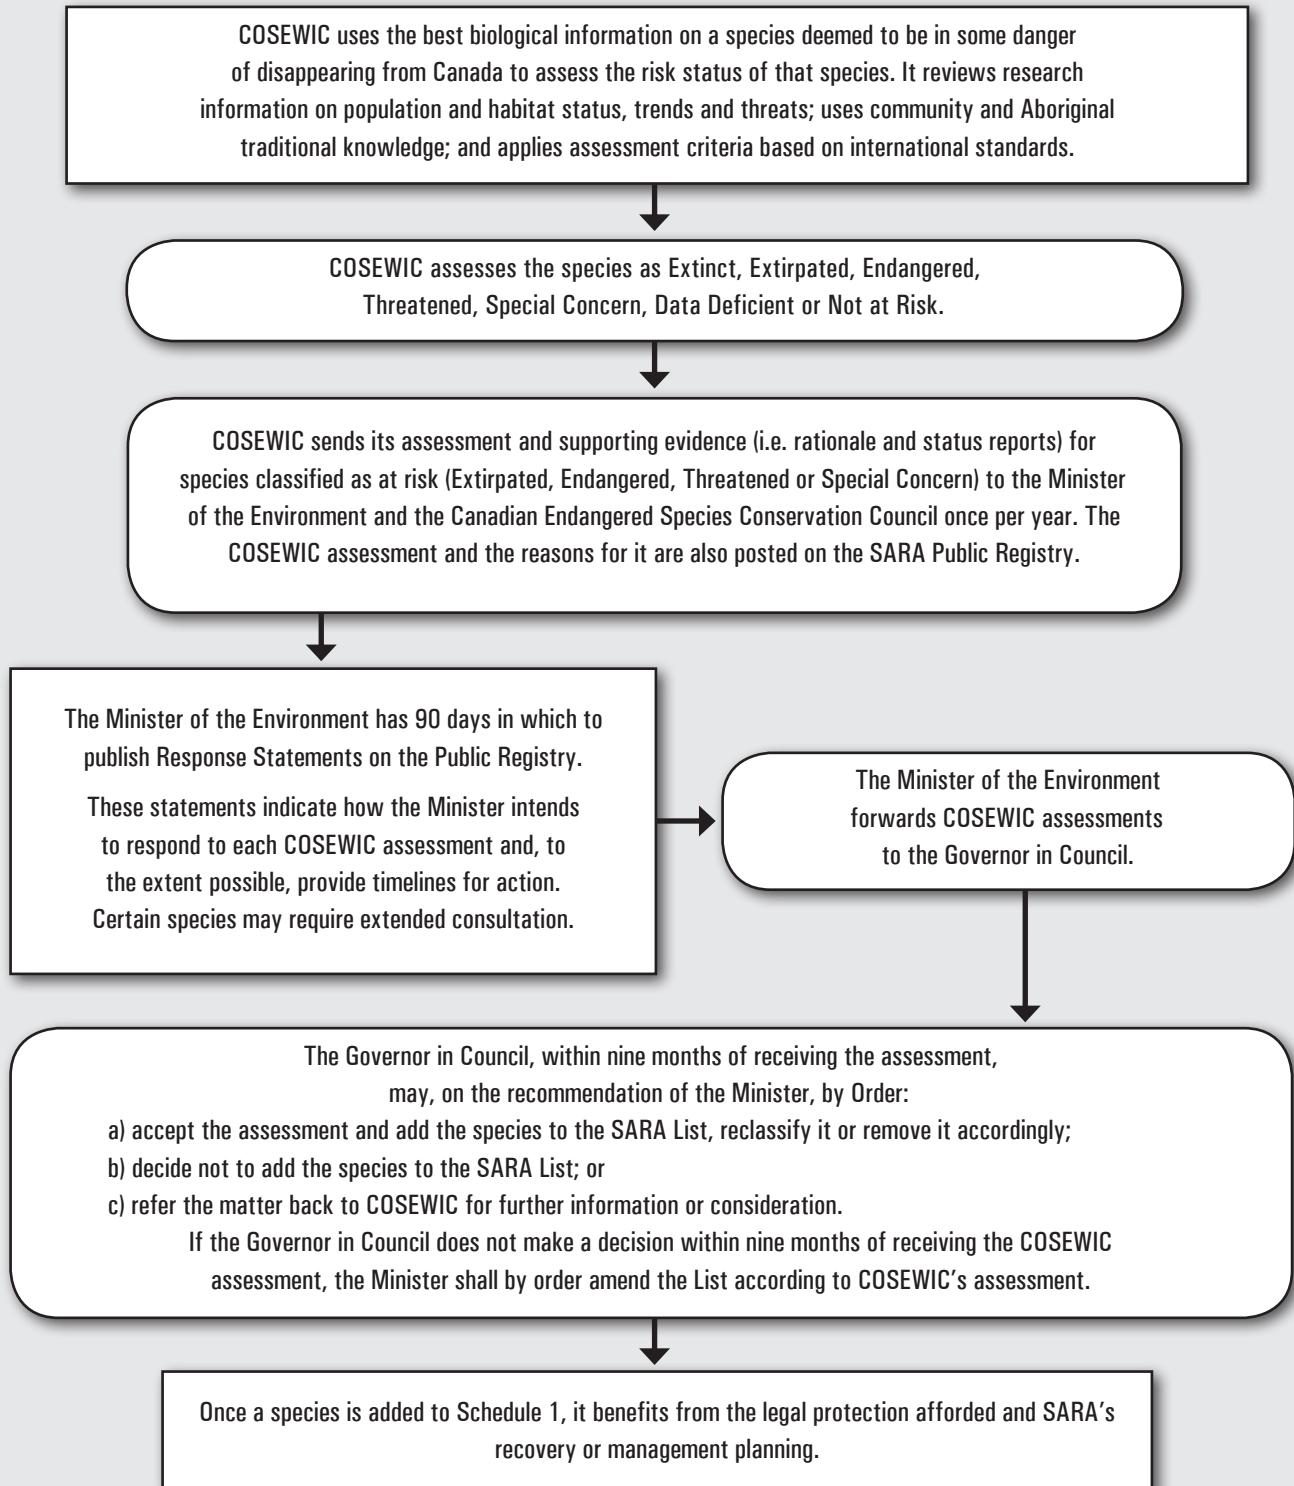 COSEWIC uses the best biological information on a species deemed to be in some danger
of disappearing from Canada to assess the risk status of that species. It reviews research
information on population and habitat status, trends and threats; uses community and Aboriginal
traditional knowledge; and applies assessment criteria based on international standards.
COSEWIC assesses the species as Extinct, Extirpated, Endangered,
Threatened, Special Concern, Data Deficient or Not at Risk.
COSEWIC sends its assessment and supporting evidence (i.e. rationale and status reports) for
species classified as at risk (Extirpated, Endangered, Threatened or Special Concern) to the Minister
of the Environment and the Canadian Endangered Species Conservation Council once per year. The
COSEWIC assessment and the reasons for it are also posted on the SARA Public Registry.
The Minister of the Environment has 90 days in which to
publish Response Statements on the Public Registry.
These statements indicate how the Minister intends
to respond to each COSEWIC assessment and, to
the extent possible, provide timelines for action.
Certain species may require extended consultation.
The Minister of the Environment
forwards COSEWIC assessments
to the Governor in Council.
The Governor in Council, within nine months of receiving the assessment,
may, on the recommendation of the Minister, by Order:
a) accept the assessment and add the species to the SARA List, reclassify it or remove it accordingly;
b) decide not to add the species to the SARA List; or
c) refer the matter back to COSEWIC for further information or consideration.
If the Governor in Council does not make a decision within nine months of receiving the COSEWIC
assessment, the Minister shall by order amend the List according to COSEWIC's assessment.
Once a species is added to Schedule 1, it benefits from the legal protection afforded and SARA's
recovery or management planning.